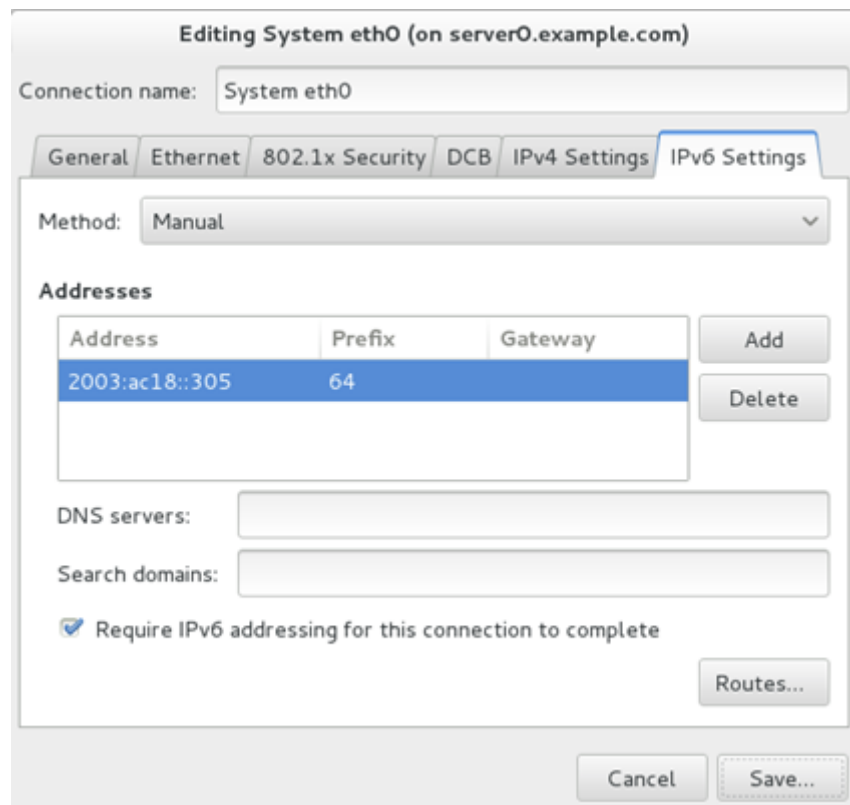 Editing System eth0 (on server0.example.com)
Connection name: System eth0
General Ethernet 802.1x Security DCB IPv4 Settings IPv6 Settings
Method: Manual
Addresses
Address Prefix Gateway
Add
2003:ac18::305 64
Delete
DNS servers:
Search domains:
Require IPv6 addressing for this connection to complete
Routes...
Cancel Save...